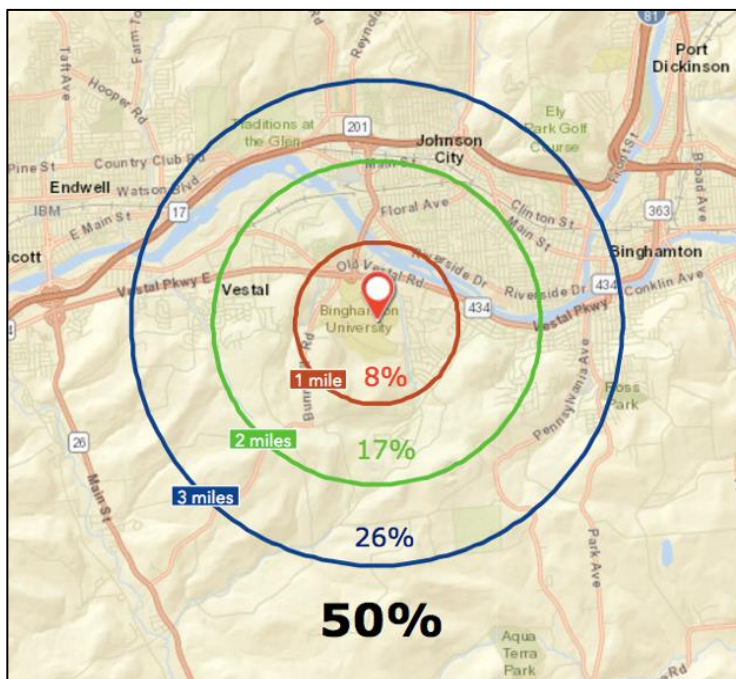 81
Port
Dickinson
Taft Ave
Hooper Rd
Traditions at
the Glen
201
Ely
Park Golf
Course
Johnson
City
Pine St
Country Club Rd
Main St
Front St
Broad Ave
Endwell
Watson Blvd
IBM
17
E Main St
Floral Ave
Clinton St
Main St
363
icott
Binghamton
Vestal Pkwy E
Old Vestal Rd
Riverside Dr
Vestal
434
Riverside Dr
434
Conklin Ave
Vestal Pkwy
Binghamton
University
1 mile
8%
Ross
Park
Pennsylvania Ave
2 miles
17%
26
Main St
3 miles
26%
Park Ave
50%
Aqua
Terra
Park
Rd